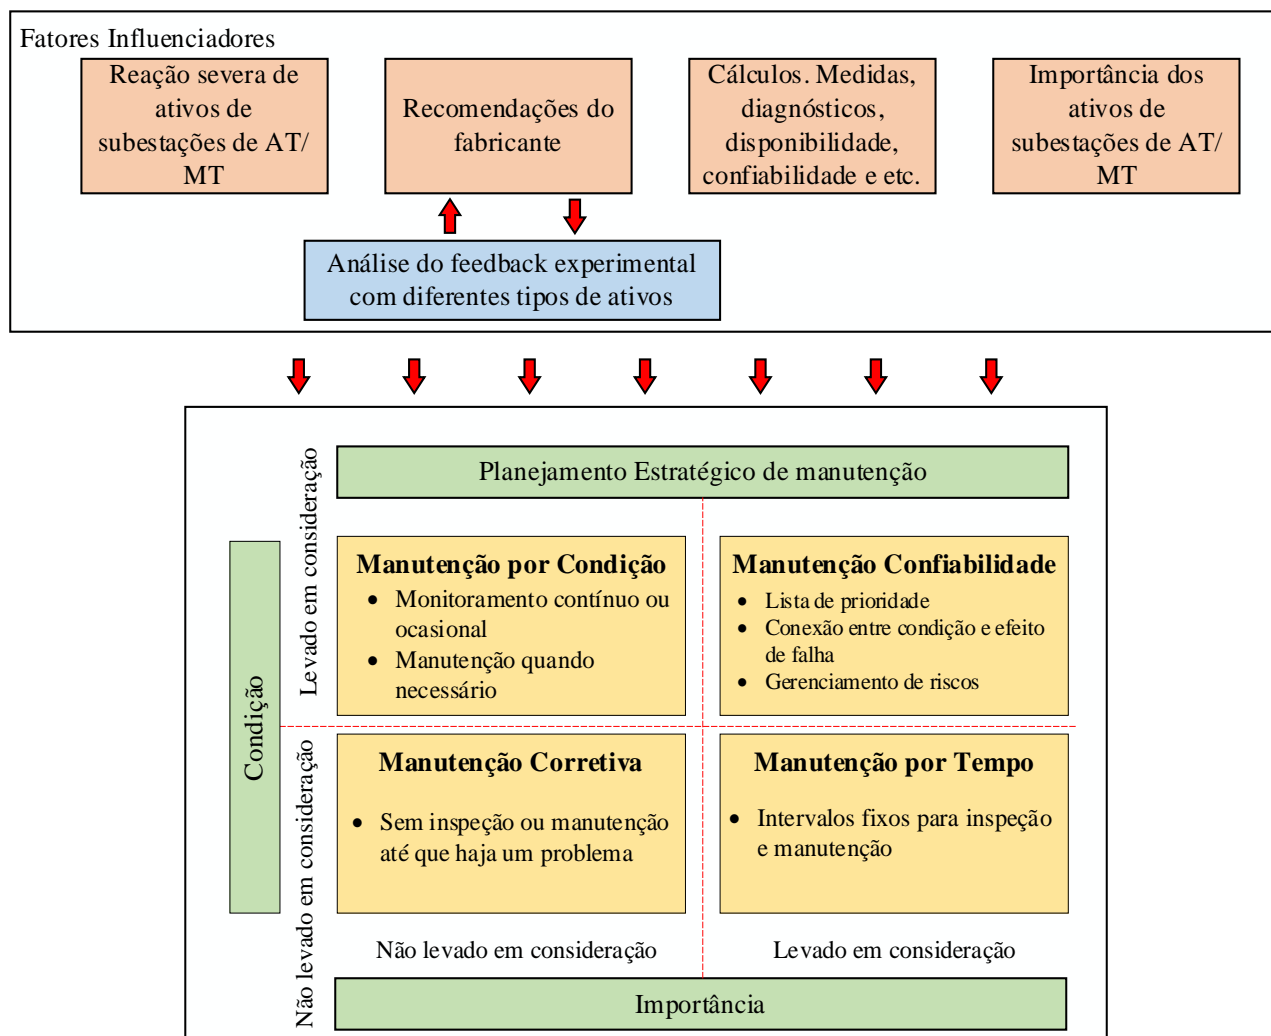 Fatores Influenciadores
Reação severa de
ativos de
subestações de AT/
MT
Recomendações do
fabricante
Cálculos. Medidas,
diagnósticos,
disponibilidade,
confiabilidade e etc.
Importância dos
ativos de
subestações de AT/
MT
Análise do feedback experimental
com diferentes tipos de ativos
Planejamento Estratégico de manutenção
Condição
Levado em consideração
Não levado em consideração
Manutenção por Condição
• Monitoramento contínuo ou
ocasional
• Manutenção quando
necessário
Manutenção Confiabilidade
• Lista de prioridade
• Conexão entre condição e efeito
de falha
• Gerenciamento de riscos
Manutenção Corretiva
• Sem inspeção ou manutenção
até que haja um problema
Manutenção por Tempo
• Intervalos fixos para inspeção
e manutenção
Não levado em consideração
Levado em consideração
Importância